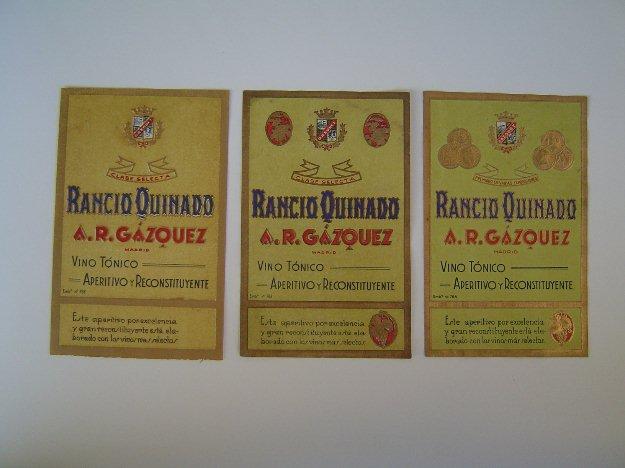 CLASE SELECTA
RANCIO QUINADO
A.R. GÁZQUEZ
MADRID
VINO TÓNICO
APERITIVO Y RECONSTITUYENTE
Este aperitivo por excelencia
y gran reconstituyente está ela-
borado con los vinos más selectos
CLASE SELECTA
RANCIO QUINADO
A.R. GÁZQUEZ
MADRID
VINO TÓNICO
APERITIVO Y RECONSTITUYENTE
Este aperitivo por excelencia
y gran reconstituyente está ela-
borado con los vinos más selectos
RANCIO QUINADO
A.R. GÁZQUEZ
MADRID
VINO TÓNICO
APERITIVO Y RECONSTITUYENTE
Este aperitivo por excelencia
y gran reconstituyente está ela-
borado con los vinos más selectos